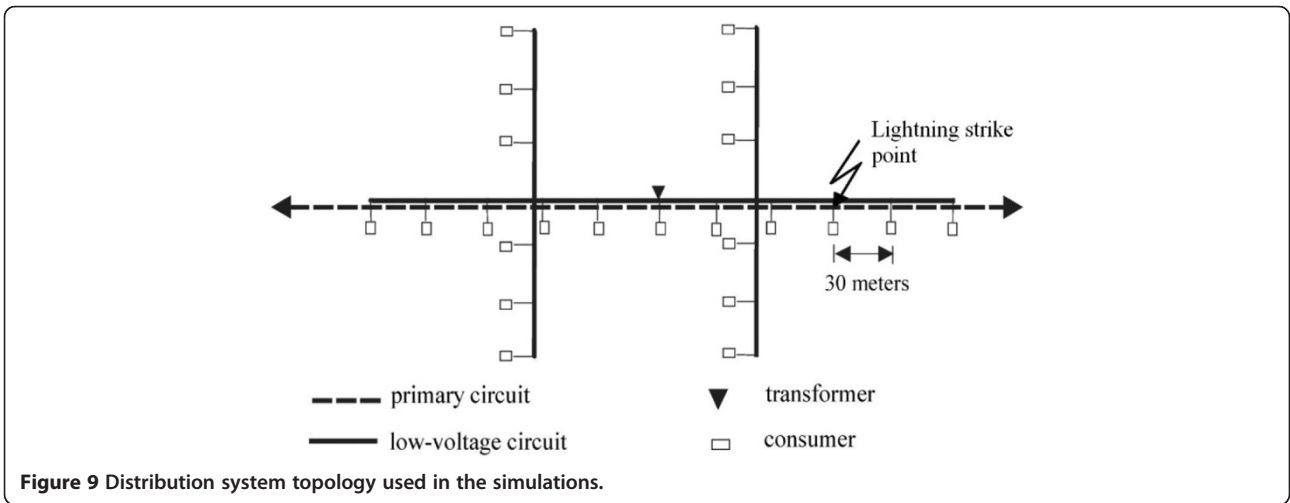 Lightning strike
point
30 meters
primary circuit
transformer
low-voltage circuit
consumer
Figure 9 Distribution system topology used in the simulations.